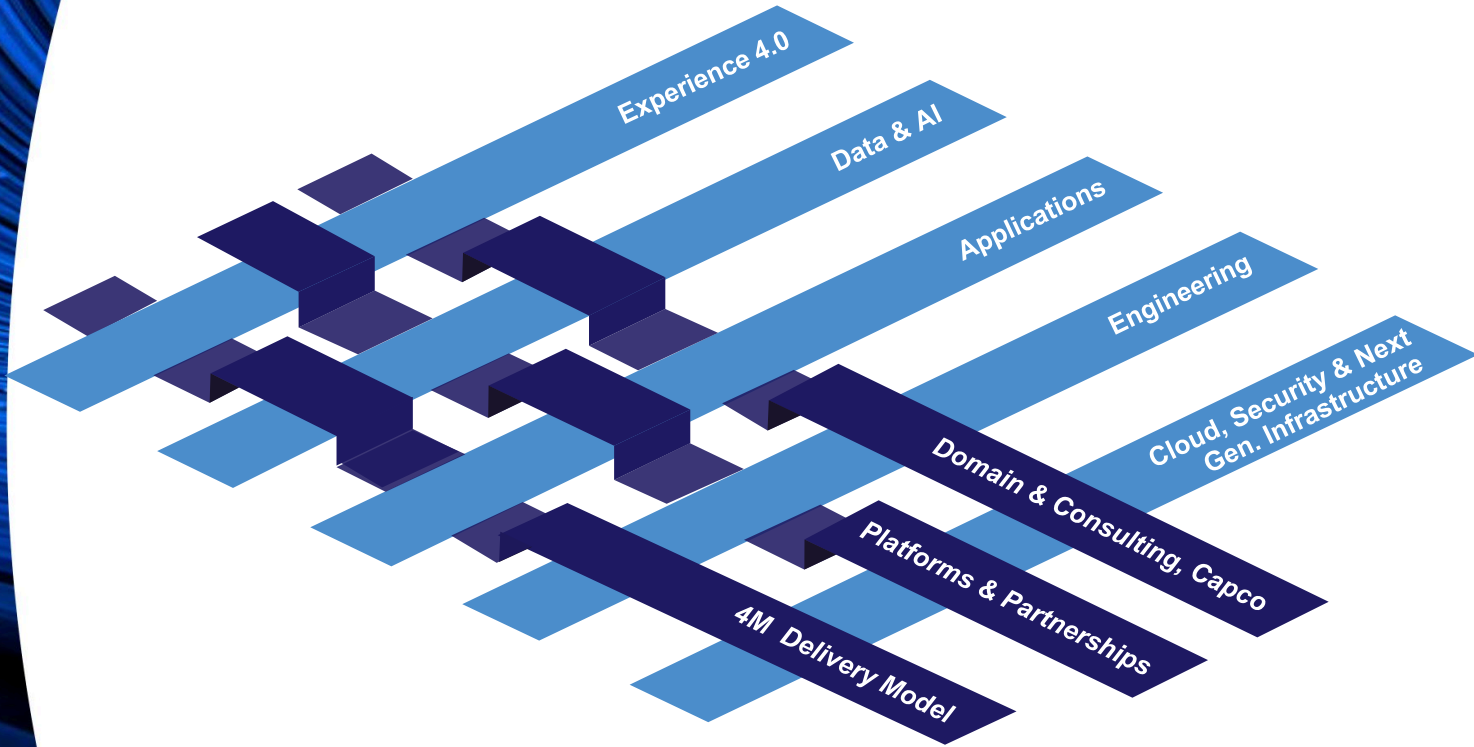 Experience 4.0
Data & AI
Applications
Engineering
Cloud, Security & Next
Gen. Infrastructure
Domain & Consulting, Capco
Platforms & Partnerships
4M Delivery Model